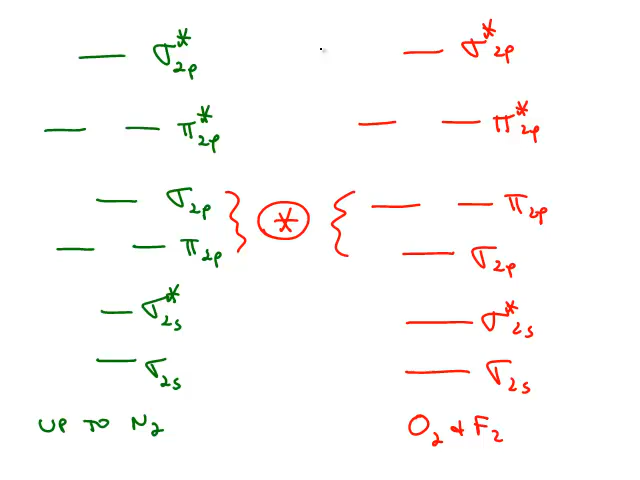 σ*2p σ*2p
π*2p π*2p
σ2p * π2p
π2p σ2p
σ*2s σ*2s
σ2s σ2s
UP TO N2 O2 & F2